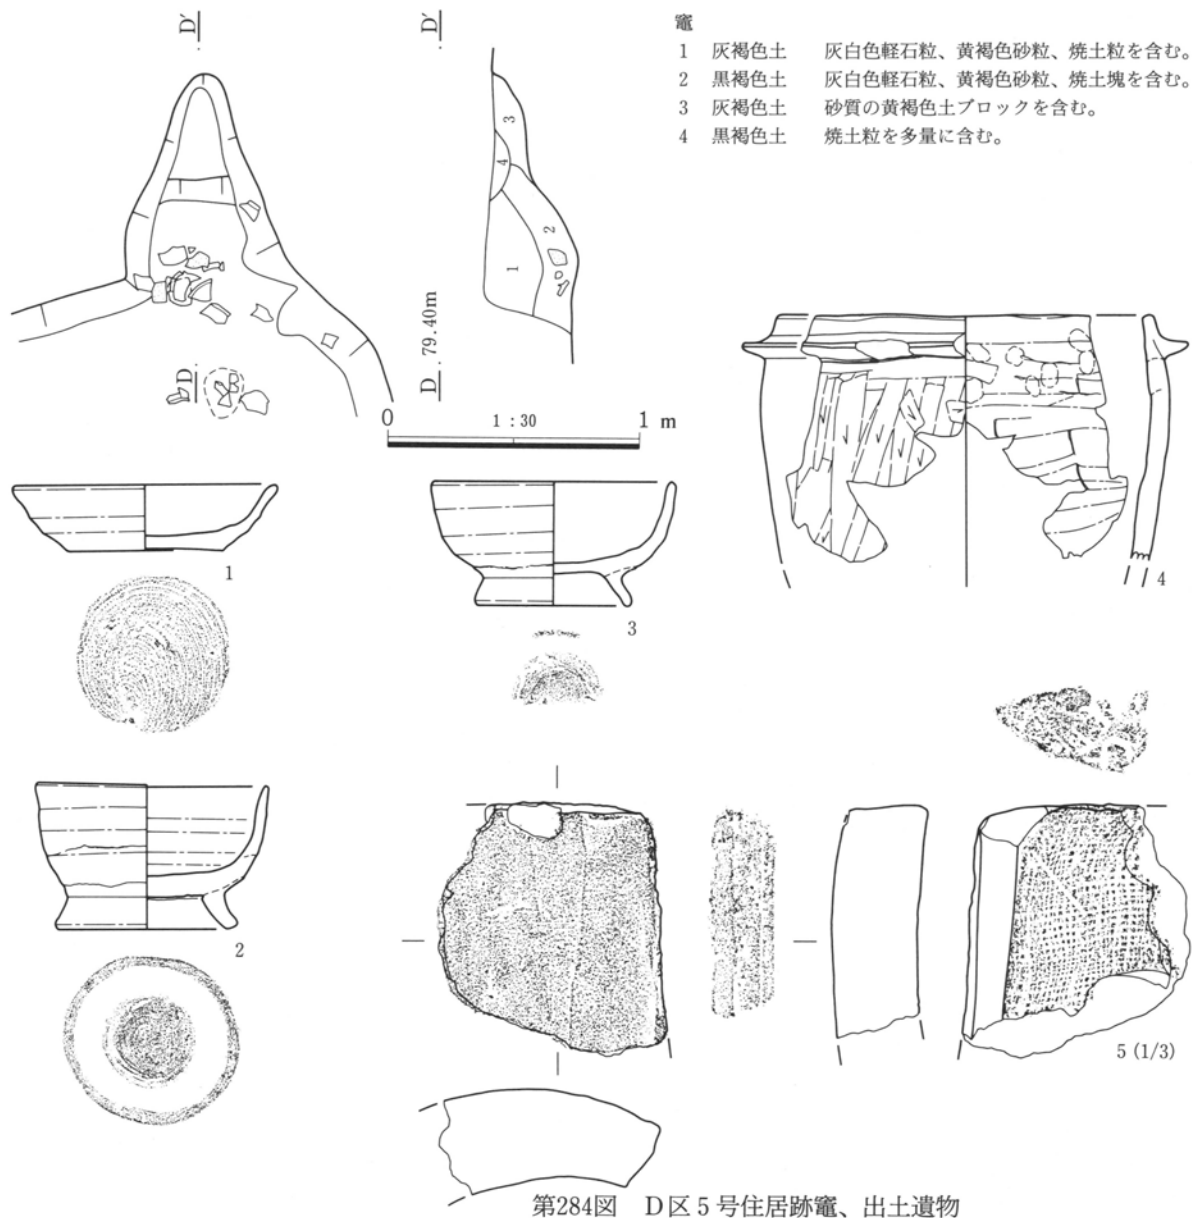 竈
1 灰褐色土 灰白色軽石粒、黄褐色砂粒、焼土粒を含む。
2 黒褐色土 灰白色軽石粒、黄褐色砂粒、焼土塊を含む。
3 灰褐色土 砂質の黄褐色土ブロックを含む。
4 黒褐色土 焼土粒を多量に含む。
D′
D′
3
4
2
1
D
D 79.40m
0 1:30 1 m
1
3
4
2
5 (1/3)
第284図 D区5号住居跡竈、出土遺物